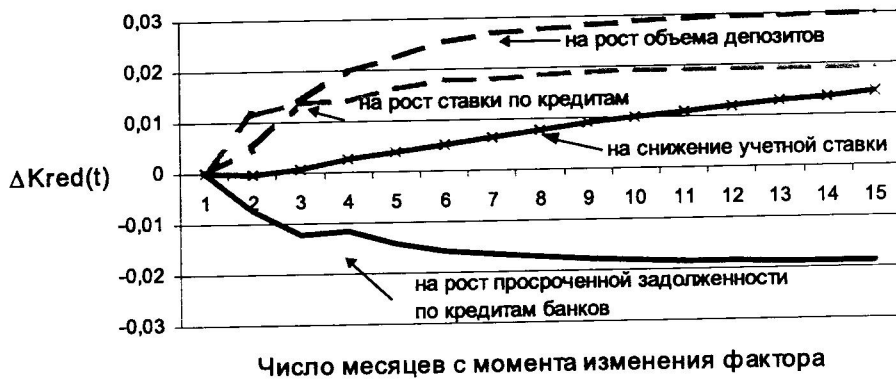 0,03
0,02
0,01
0
-0,01
-0,02
-0,03
ΔKred(t)
на рост объема депозитов
на рост ставки по кредитам
на снижение учетной ставки
1 2 3 4 5 6 7 8 9 10 11 12 13 14 15
на рост просроченной задолженности
по кредитам банков
Число месяцев с момента изменения фактора